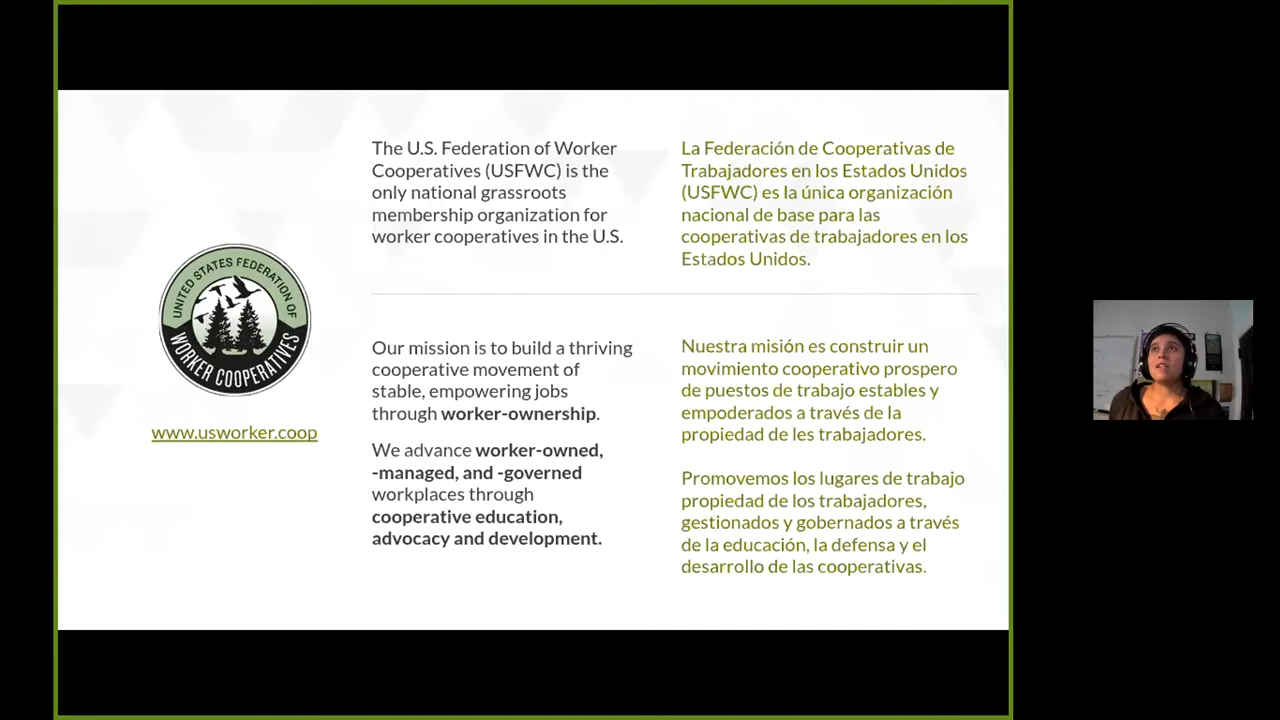 The U.S. Federation of Worker
Cooperatives (USFWC) is the
only national grassroots
membership organization for
worker cooperatives in the U.S.
La Federación de Cooperativas de
Trabajadores en los Estados Unidos
(USFWC) es la única organización
nacional de base para las
cooperativas de trabajadores en los
Estados Unidos.
UNITED STATES FEDERATION OF
WORKER COOPERATIVES
www.usworker.coop
Our mission is to build a thriving
cooperative movement of
stable, empowering jobs
through worker-ownership.
We advance worker-owned,
-managed, and -governed
workplaces through
cooperative education,
advocacy and development.
Nuestra misión es construir un
movimiento cooperativo prospero
de puestos de trabajo estables y
empoderados a través de la
propiedad de les trabajadores.
Promovemos los lugares de trabajo
propiedad de los trabajadores,
gestionados y gobernados a través
de la educación, la defensa y el
desarrollo de las cooperativas.